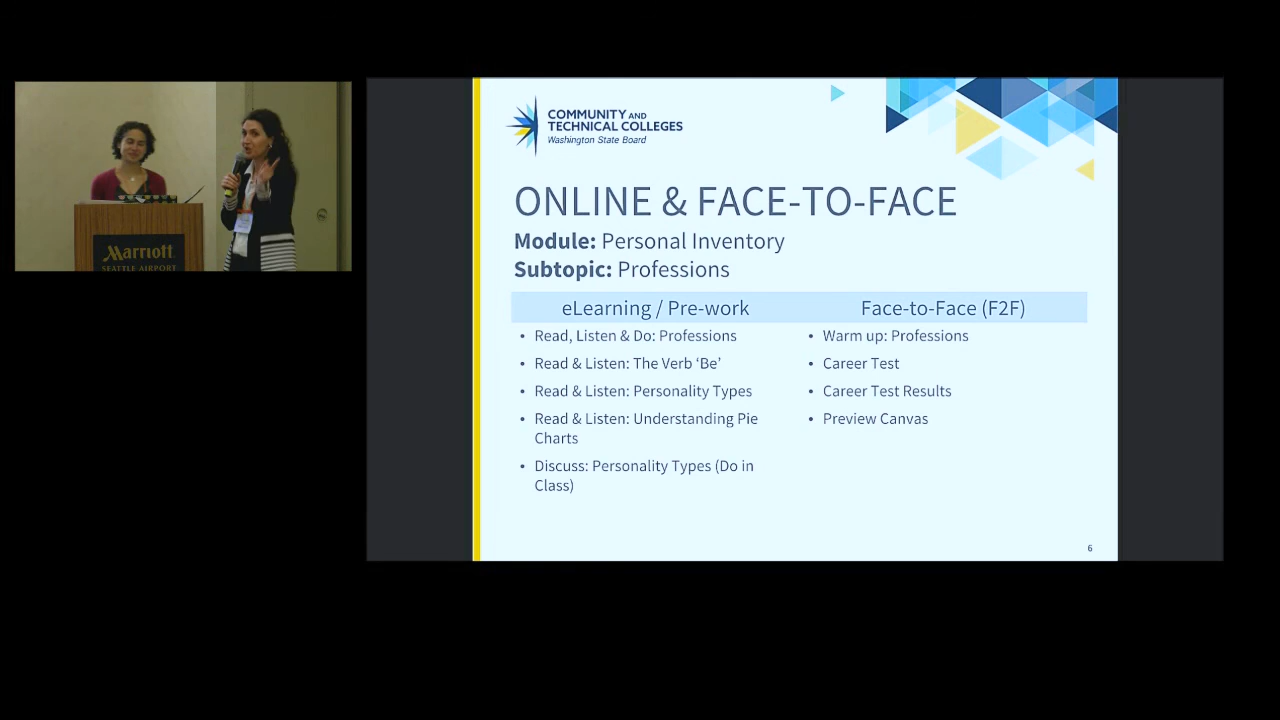 Marriott
SEATTLE AIRPORT
COMMUNITY AND
TECHNICAL COLLEGES
Washington State Board
ONLINE & FACE-TO-FACE
Module: Personal Inventory
Subtopic: Professions
eLearning / Pre-work
• Read, Listen & Do: Professions
• Read & Listen: The Verb ‘Be’
• Read & Listen: Personality Types
• Read & Listen: Understanding Pie
Charts
• Discuss: Personality Types (Do in
Class)
Face-to-Face (F2F)
• Warm up: Professions
• Career Test
• Career Test Results
• Preview Canvas
6